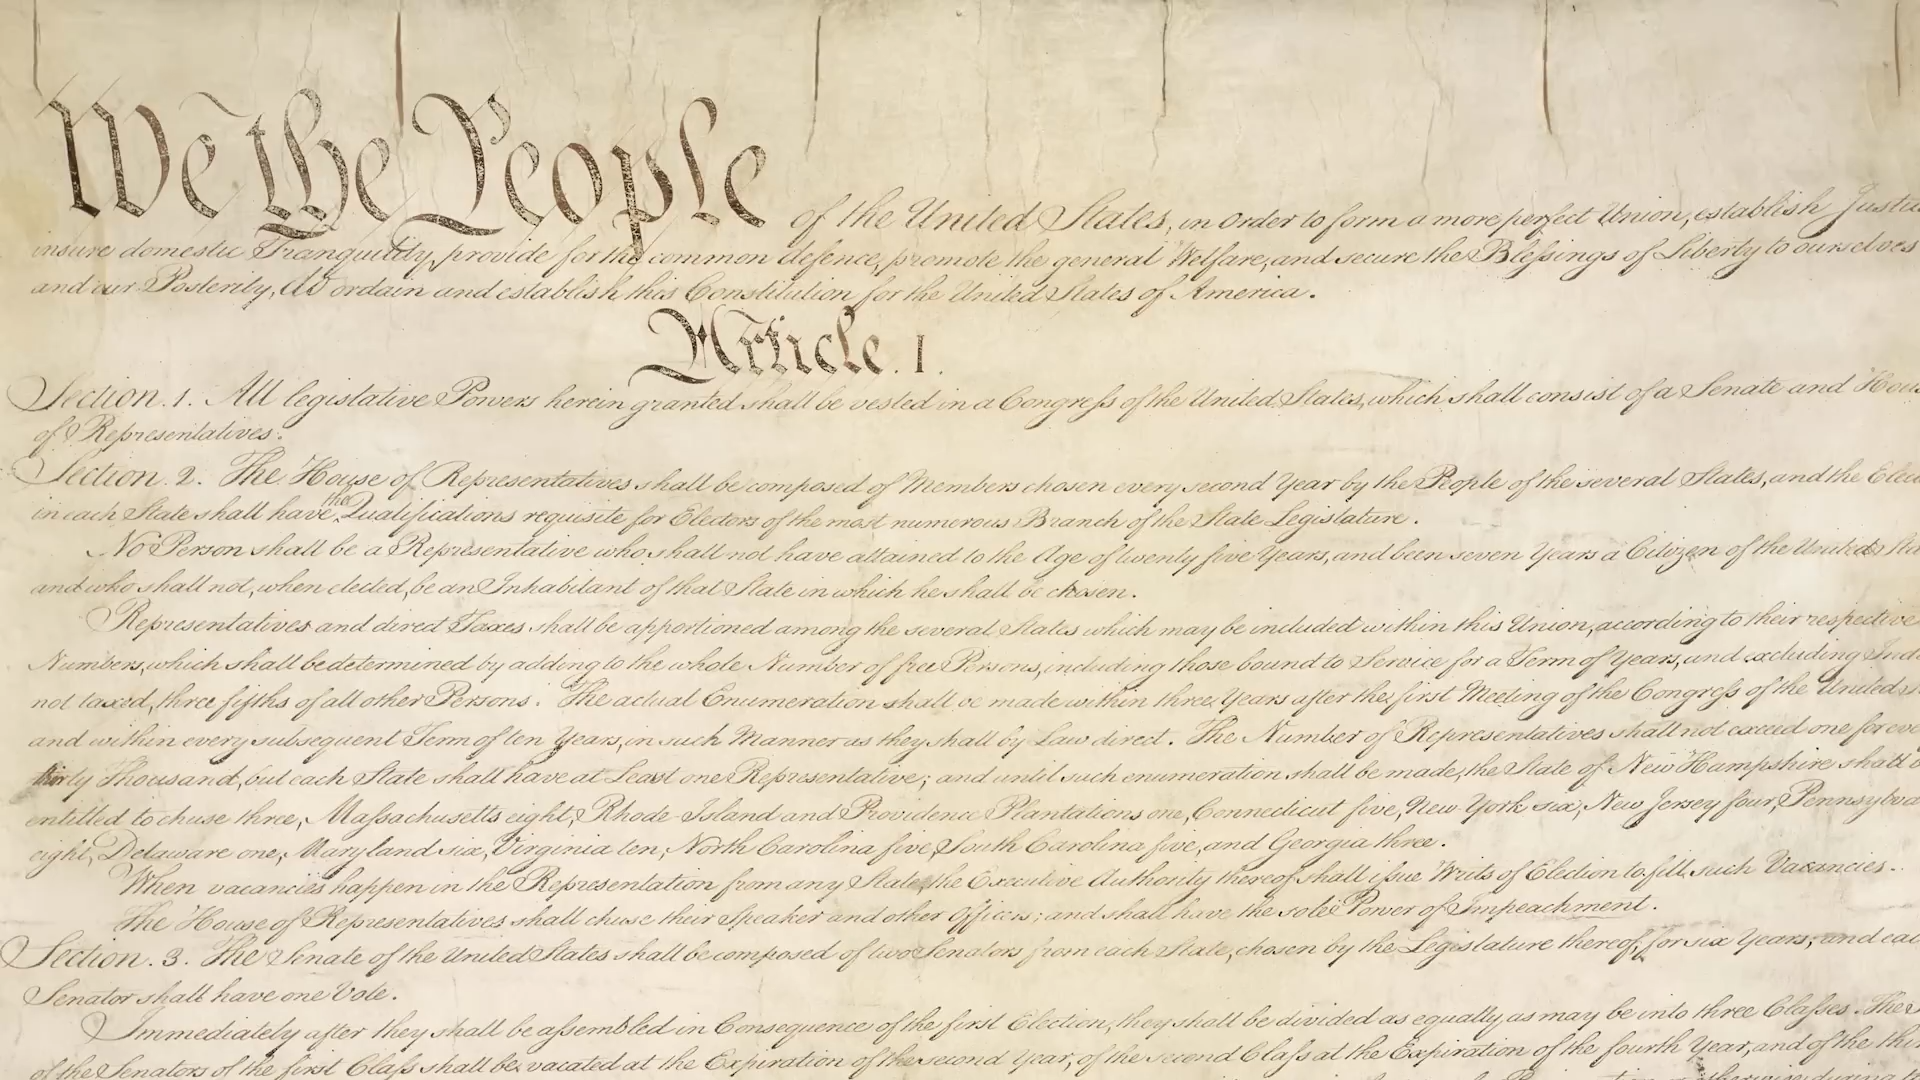 We the People of the United States, in Order to form a more perfect Union, establish Justic
insure domestic Tranquility, provide for the common defence, promote the general Welfare, and secure the Blessings of Liberty to ourselves
and our Posterity, do ordain and establish this Constitution for the United States of America.
Article. I.
Section. 1. All legislative Powers herein granted shall be vested in a Congress of the United States, which shall consist of a Senate and Hous
of Representatives.
Section. 2. The House of Representatives shall be composed of Members chosen every second Year by the People of the several States, and the Elec
in each State shall have the Qualifications requisite for Electors of the most numerous Branch of the State Legislature.
No Person shall be a Representative who shall not have attained to the Age of twenty five Years, and been seven Years a Citizen of the United Sta
and who shall not, when elected, be an Inhabitant of that State in which he shall be chosen.
Representatives and direct Taxes shall be apportioned among the several States which may be included within this Union, according to their respective
Numbers, which shall be determined by adding to the whole Number of free Persons, including those bound to Service for a Term of Years, and excluding Indi
not taxed, three fifths of all other Persons. The actual Enumeration shall be made within three Years after the first Meeting of the Congress of the United S
and within every subsequent Term of ten Years, in such Manner as they shall by Law direct. The Number of Representatives shall not exceed one for eve
thirty Thousand, but each State shall have at Least one Representative; and until such enumeration shall be made, the State of New Hampshire shall b
entitled to chuse three, Massachusetts eight, Rhode-Island and Providence Plantations one, Connecticut five, New-York six, New Jersey four, Pennsylva
eight, Delaware one, Maryland six, Virginia ten, North Carolina five, South Carolina five, and Georgia three.
When vacancies happen in the Representation from any State, the Executive Authority thereof shall issue Writs of Election to fill such Vacancies.
The House of Representatives shall chuse their Speaker and other Officers; and shall have the sole Power of Impeachment.
Section. 3. The Senate of the United States shall be composed of two Senators from each State, chosen by the Legislature thereof, for six Years; and eac
Senator shall have one Vote.
Immediately after they shall be assembled in Consequence of the first Election, they shall be divided as equally as may be into three Classes. The S
of the Senators of the first Class shall be vacated at the Expiration of the second Year, of the second Class at the Expiration of the fourth Year, and of the thi